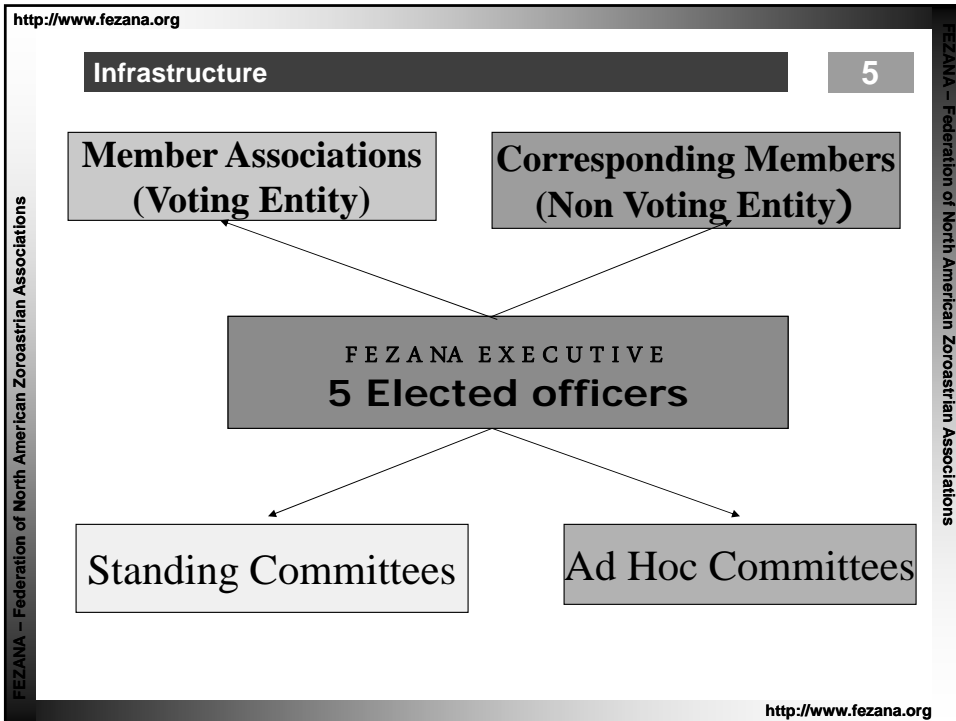 http://www.fezana.org
Infrastructure
5
Member Associations
(Voting Entity)
Corresponding Members
(Non Voting Entity)
FEZANA EXECUTIVE
5 Elected officers
Standing Committees
Ad Hoc Committees
FEZANA – Federation of North American Zoroastrian Associations
FEZANA – Federation of North American Zoroastrian Associations
http://www.fezana.org